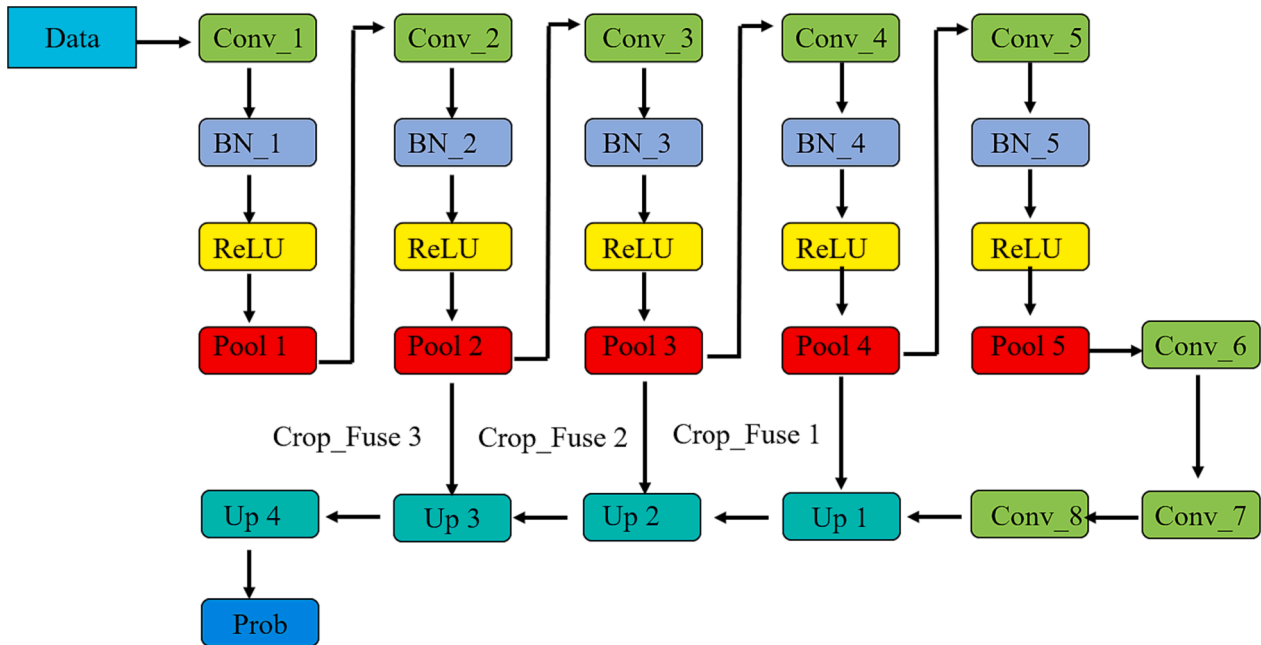 Data
Conv_1
Conv_2
Conv_3
Conv_4
Conv_5
BN_1
BN_2
BN_3
BN_4
BN_5
ReLU
ReLU
ReLU
ReLU
ReLU
Pool 1
Pool 2
Pool 3
Pool 4
Pool 5
Conv_6
Crop_Fuse 3
Crop_Fuse 2
Crop_Fuse 1
Up 4
Up 3
Up 2
Up 1
Conv_8
Conv_7
Prob